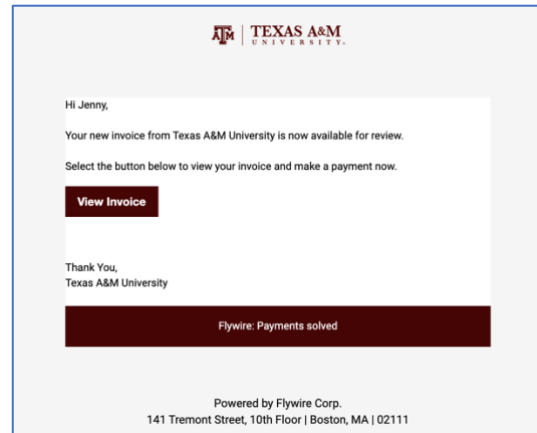 ATM TEXAS A&M
UNIVERSITY.
Hi Jenny,
Your new invoice from Texas A&M University is now available for review.
Select the button below to view your invoice and make a payment now.
View Invoice
Thank You,
Texas A&M University
Flywire: Payments solved
Powered by Flywire Corp.
141 Tremont Street, 10th Floor | Boston, MA | 02111